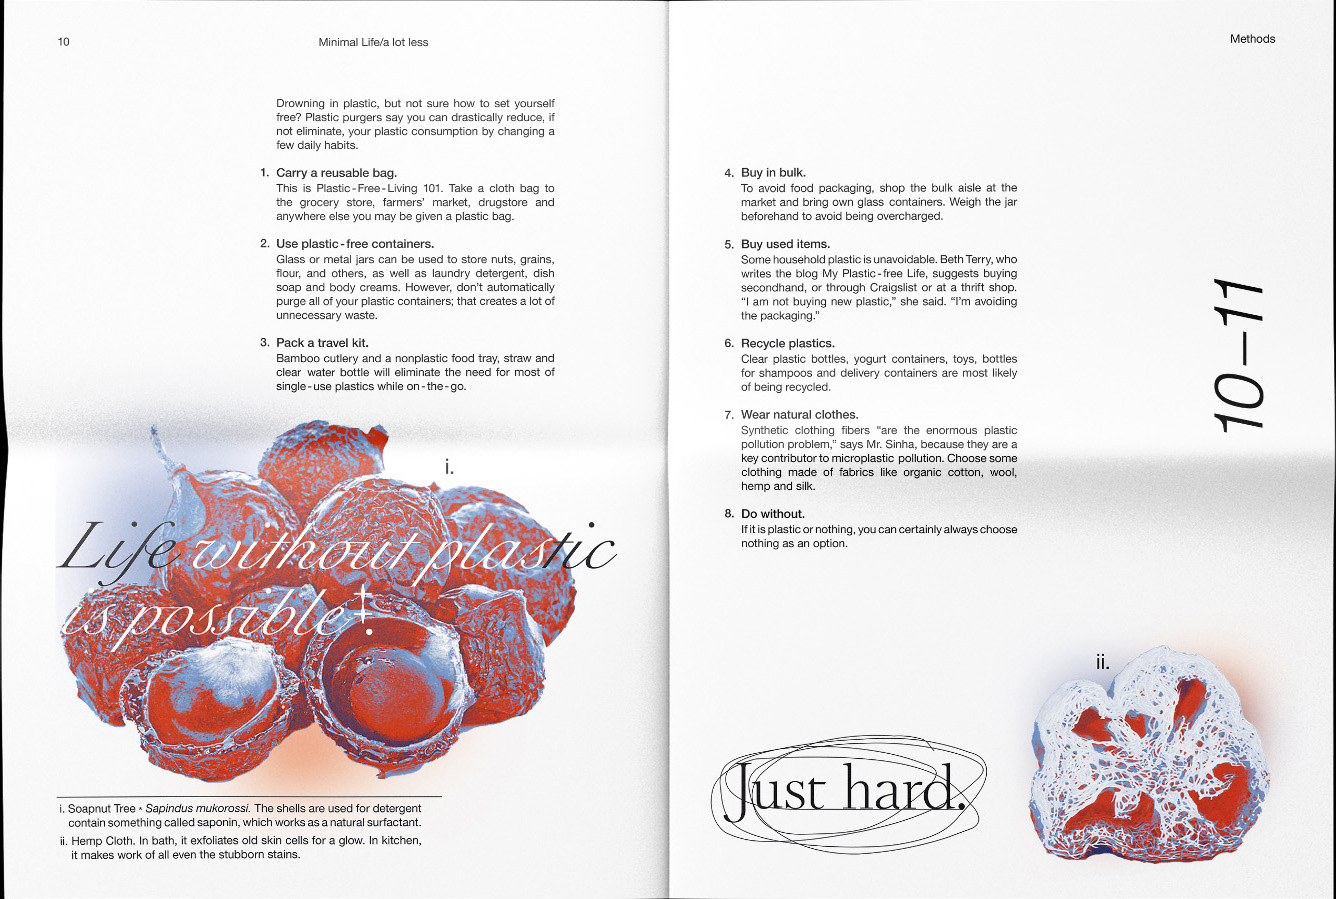 10
Minimal Life/a lot less
Drowning in plastic, but not sure how to set yourself
free? Plastic purgers say you can drastically reduce, if
not eliminate, your plastic consumption by changing a
few daily habits.
1. Carry a reusable bag.
This is Plastic-Free-Living 101. Take a cloth bag to
the grocery store, farmers’ market, drugstore and
anywhere else you may be given a plastic bag.
2. Use plastic-free containers.
Glass or metal jars can be used to store nuts, grains,
flour, and others, as well as laundry detergent, dish
soap and body creams. However, don’t automatically
purge all of your plastic containers; that creates a lot of
unnecessary waste.
3. Pack a travel kit.
Bamboo cutlery and a nonplastic food tray, straw and
clear water bottle will eliminate the need for most of
single-use plastics while on-the-go.
i.
Life without plastic
is possible‡.
i. Soapnut Tree • Sapindus mukorossi. The shells are used for detergent
contain something called saponin, which works as a natural surfactant.
ii. Hemp Cloth. In bath, it exfoliates old skin cells for a glow. In kitchen,
it makes work of all even the stubborn stains.
Methods
4. Buy in bulk.
To avoid food packaging, shop the bulk aisle at the
market and bring own glass containers. Weigh the jar
beforehand to avoid being overcharged.
5. Buy used items.
Some household plastic is unavoidable. Beth Terry, who
writes the blog My Plastic-free Life, suggests buying
secondhand, or through Craigslist or at a thrift shop.
“I am not buying new plastic,” she said. “I’m avoiding
the packaging.”
6. Recycle plastics.
Clear plastic bottles, yogurt containers, toys, bottles
for shampoos and delivery containers are most likely
of being recycled.
7. Wear natural clothes.
Synthetic clothing fibers “are the enormous plastic
pollution problem,” says Mr. Sinha, because they are a
key contributor to microplastic pollution. Choose some
clothing made of fabrics like organic cotton, wool,
hemp and silk.
8. Do without.
If it is plastic or nothing, you can certainly always choose
nothing as an option.
10–11
ii.
Just hard.